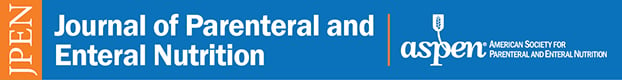 JPEN
Journal of Parenteral and
Enteral Nutrition
aspen® AMERICAN SOCIETY FOR
PARENTERAL AND ENTERAL NUTRITION